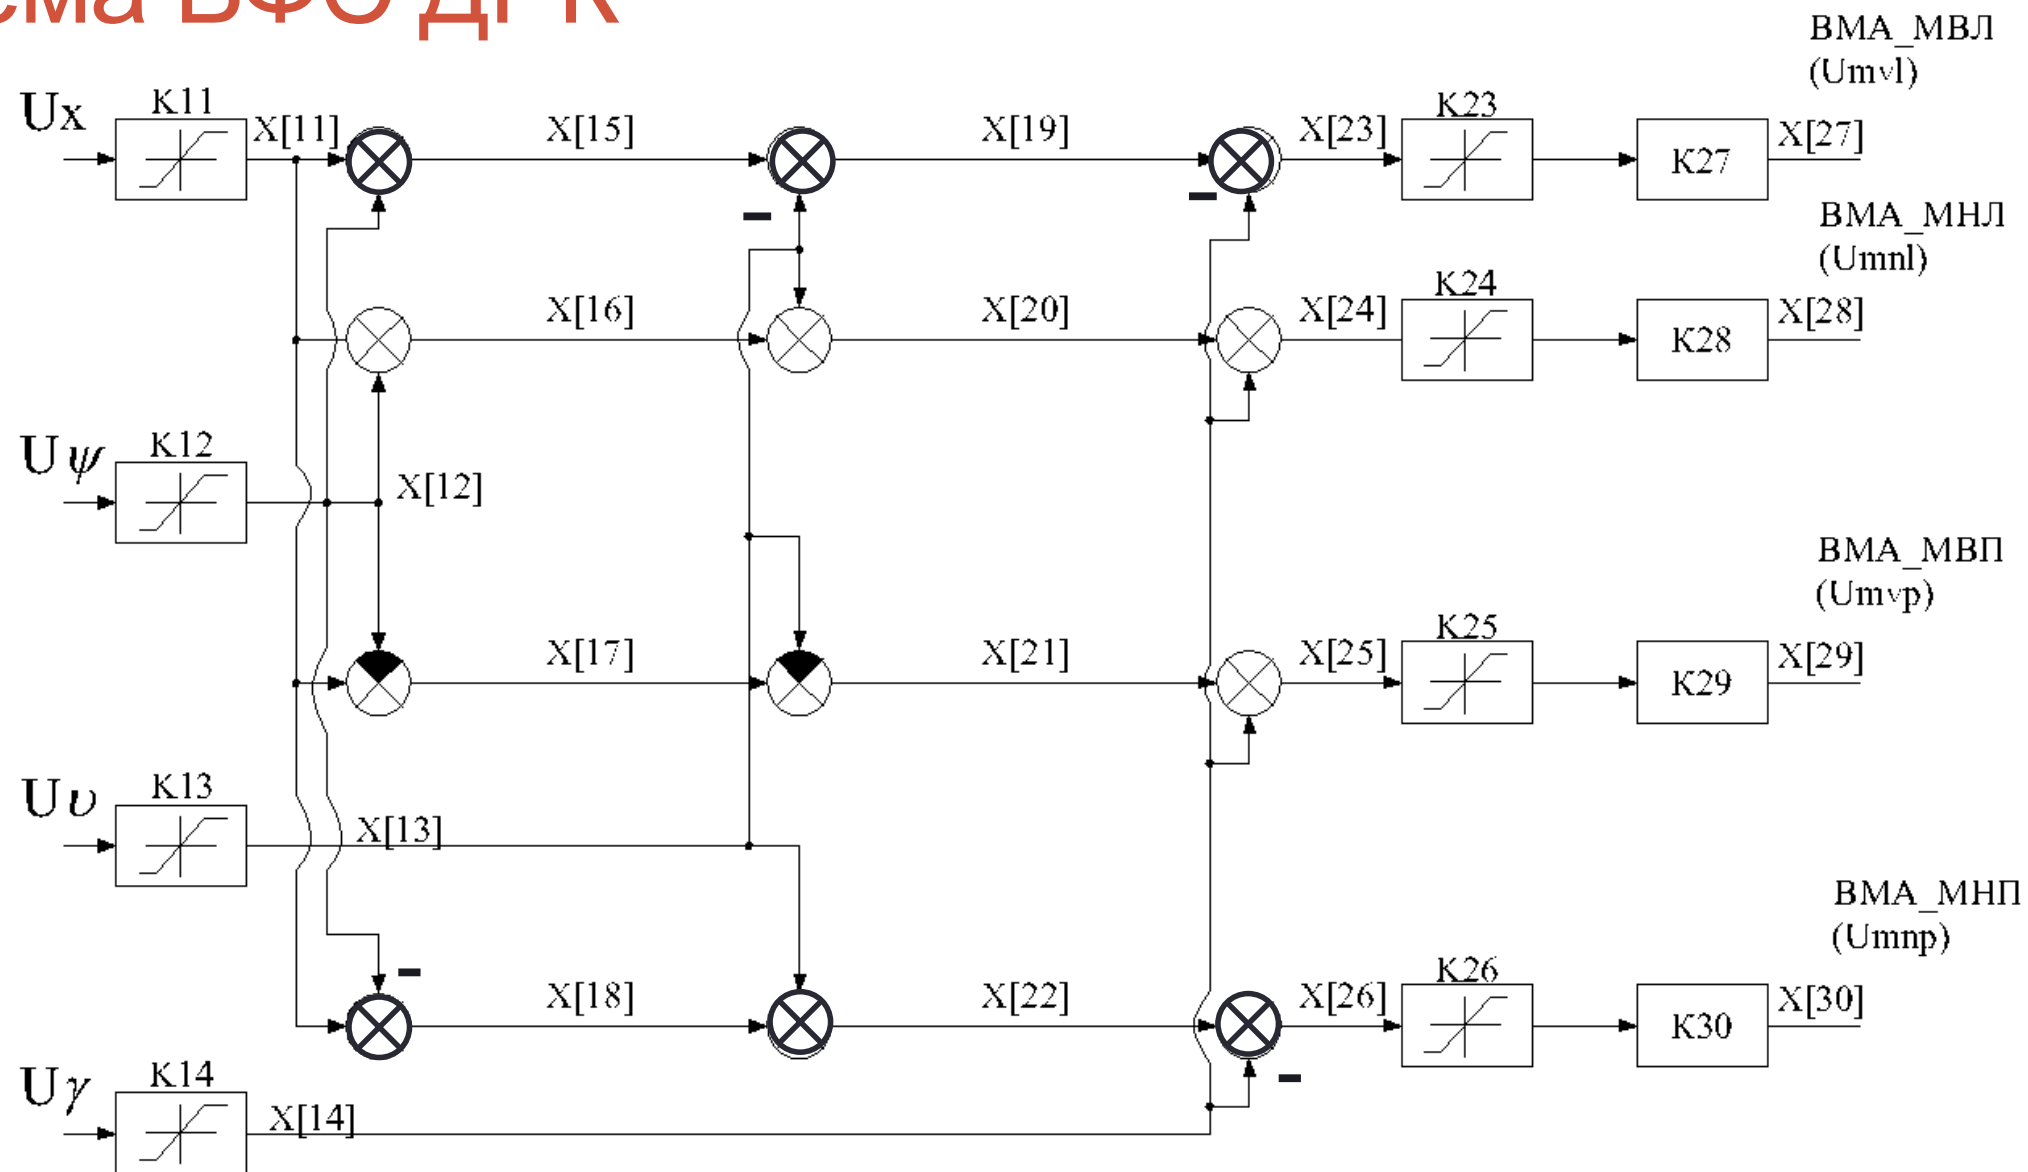 ВФО ДРК
ВМА_МВЛ
(Umvl)
Ux
K11
X[11]
X[15]
X[19]
X[23]
K23
K27
X[27]
ВМА_МНЛ
(Umnl)
X[16]
X[20]
X[24]
K24
K28
X[28]
Uψ
K12
X[12]
ВМА_МВП
(Umvp)
X[17]
X[21]
X[25]
K25
K29
X[29]
Uυ
K13
X[13]
ВМА_МНП
(Umnp)
X[18]
X[22]
X[26]
K26
K30
X[30]
Uγ
K14
X[14]